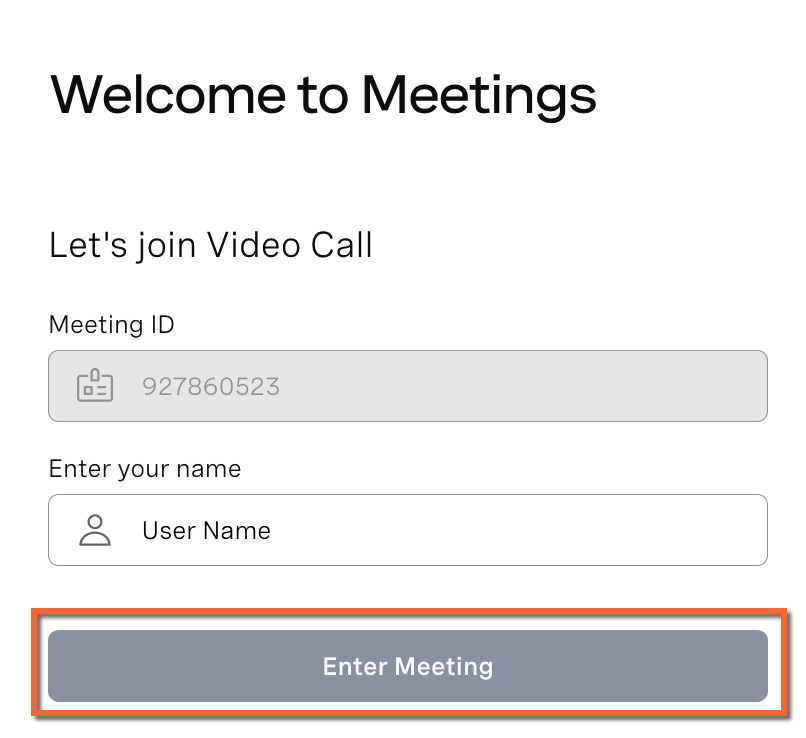 Welcome to Meetings
Let's join Video Call
Meeting ID
927860523
Enter your name
User Name
Enter Meeting